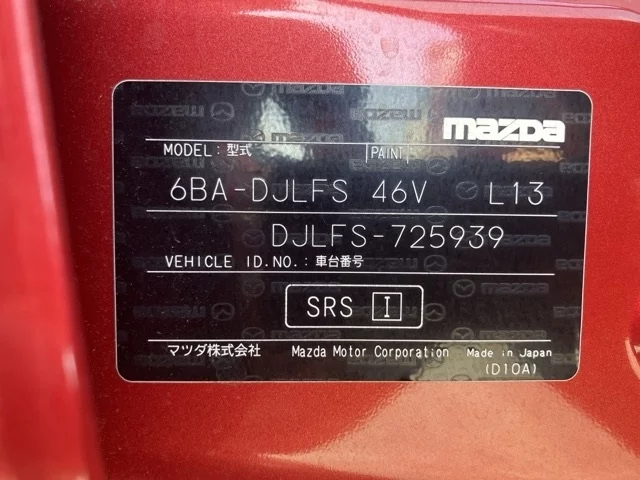 mazda
MODEL: 型式 PAINT
6BA-DJLFS 46V L13
DJLFS-725939
VEHICLE ID.NO.: 車台番号
SRS I
マツダ株式会社 Mazda Motor Corporation Made in Japan
(D10A)